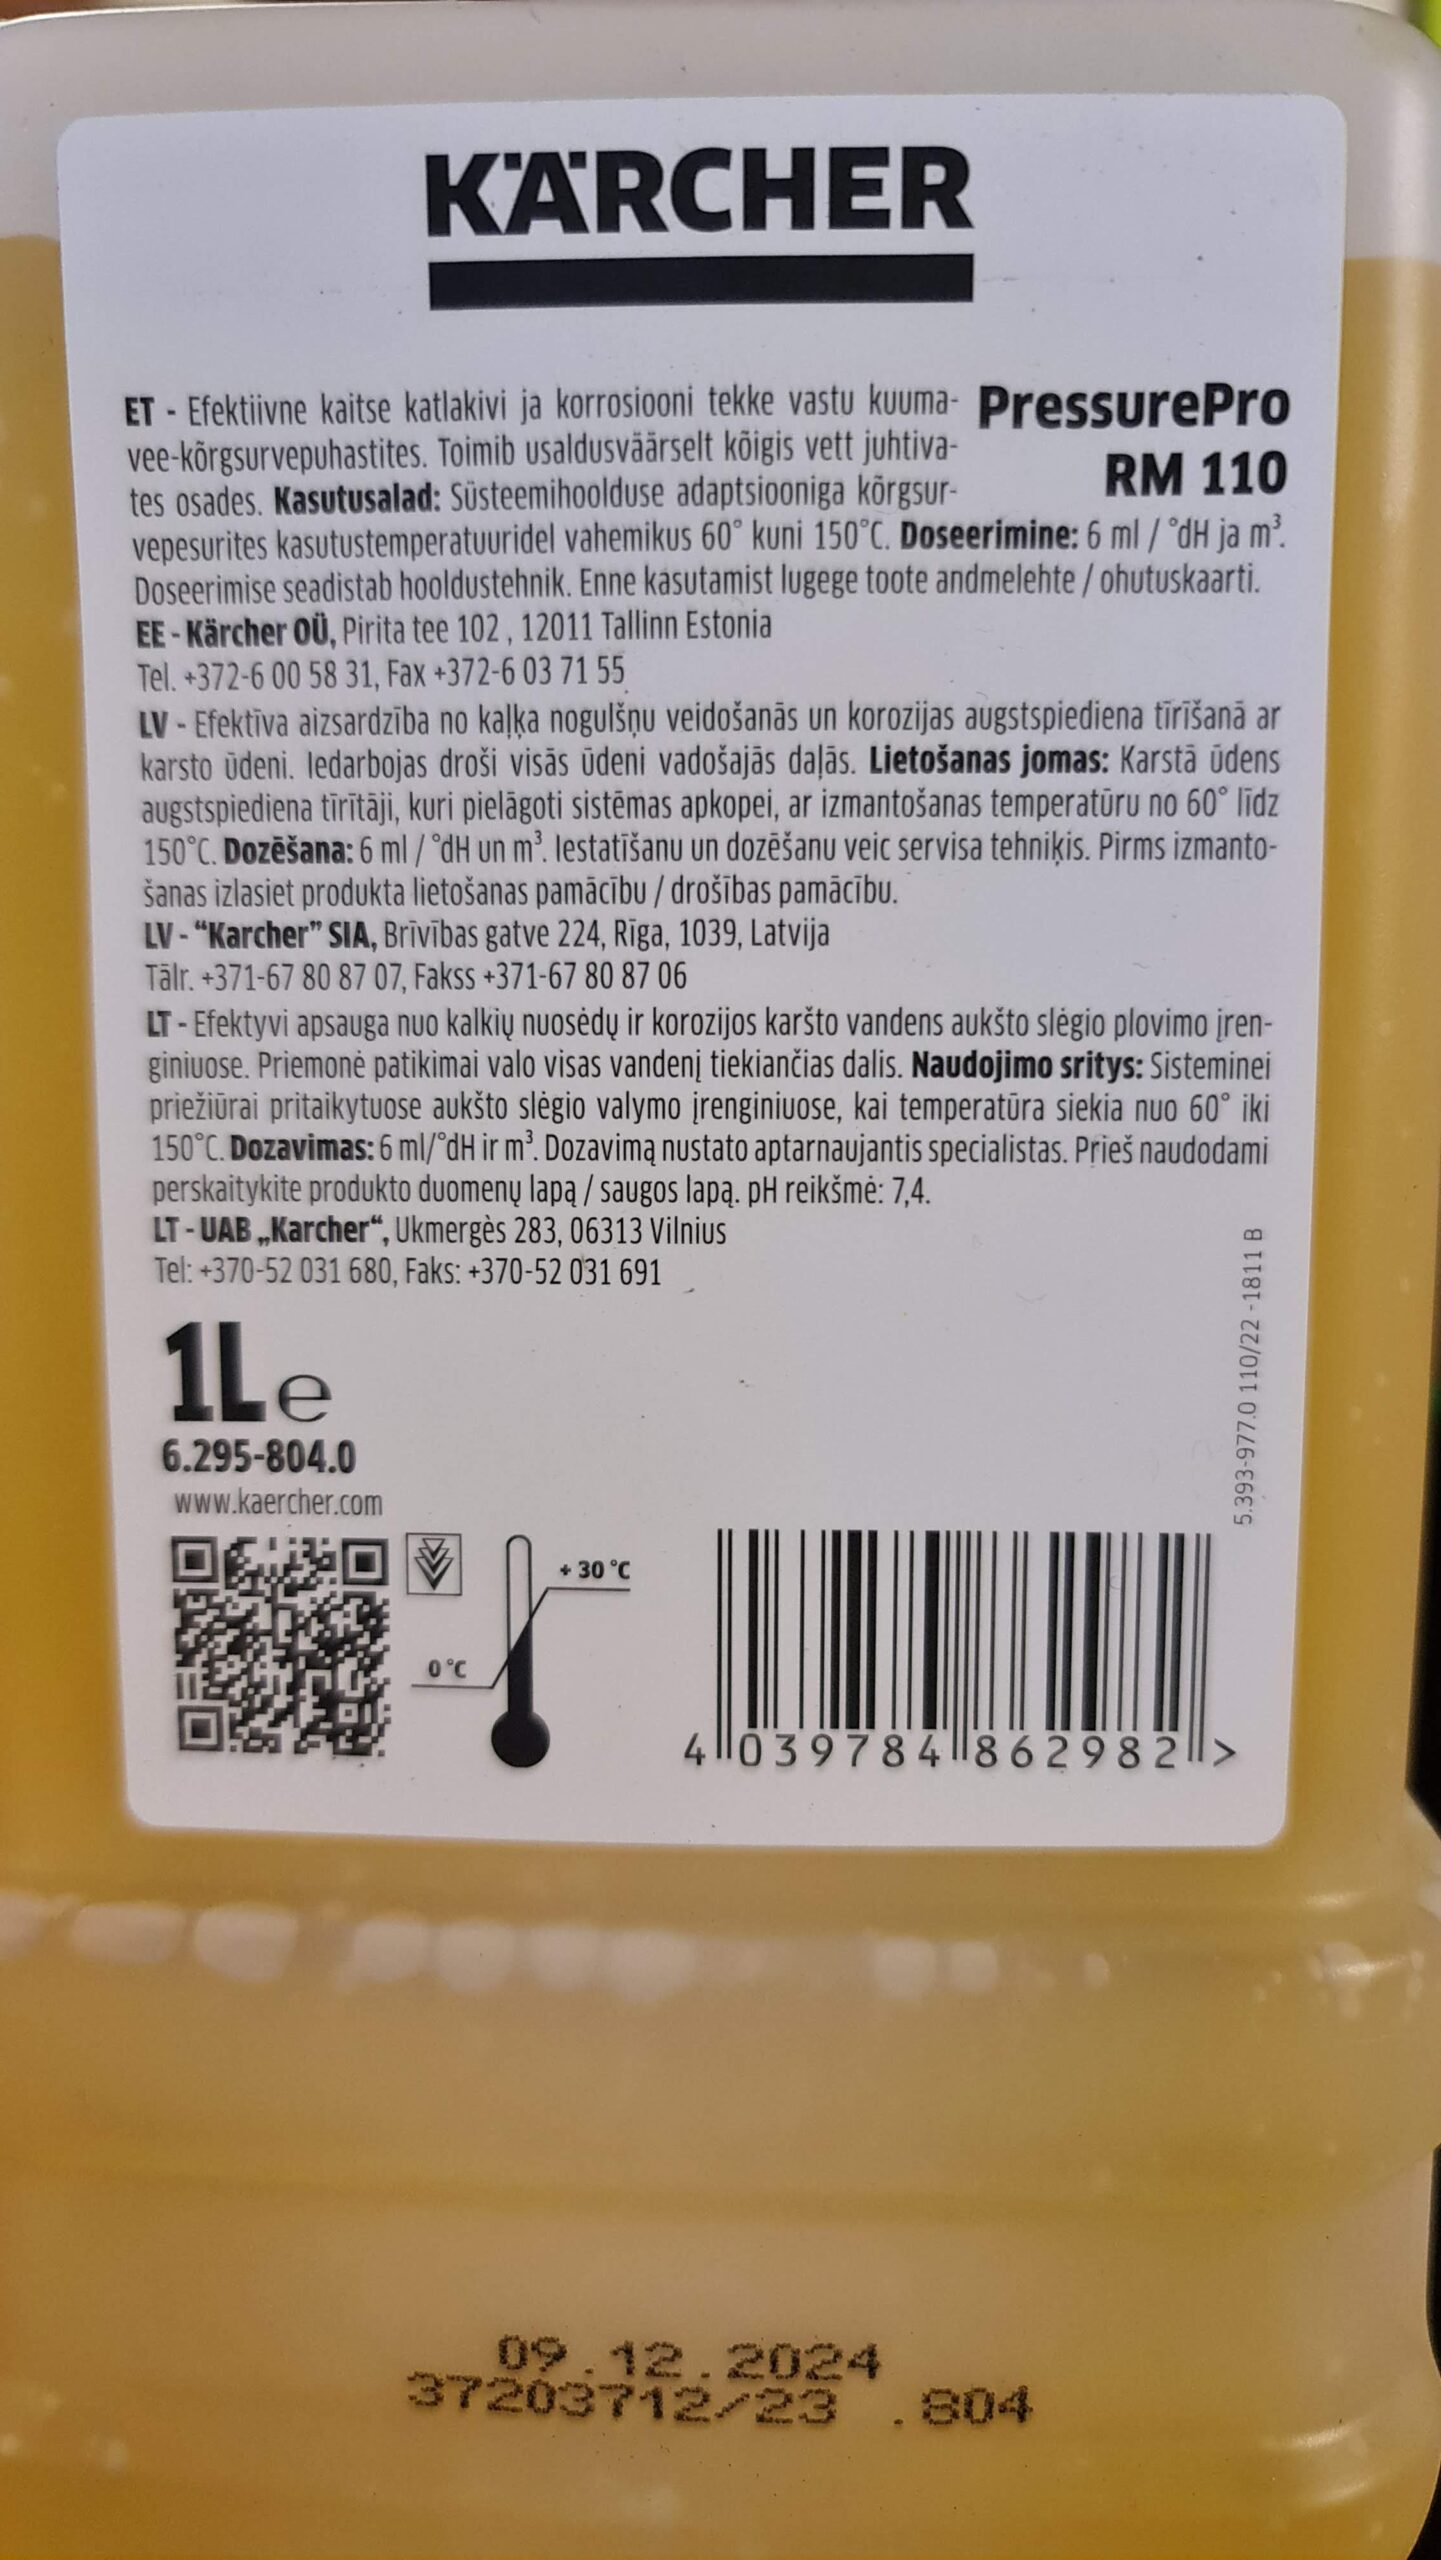 KÄRCHER
PressurePro
RM 110
ET - Efektiivne kaitse katlakivi ja korrosiooni tekke vastu kuuma-
vee-kõrgsurvepuhastites. Toimib usaldusväärselt kõigis vett juhtiva-
tes osades. Kasutusalad: Süsteemihoolduse adaptsiooniga kõrgsur-
vepesurites kasutustemperatuuridel vahemikus 60° kuni 150°C. Doseerimine: 6 ml / °dH ja m³.
Doseerimise seadistab hooldustehnik. Enne kasutamist lugege toote andmelehte / ohutuskaarti.
EE - Kärcher OÜ, Pirita tee 102 , 12011 Tallinn Estonia
Tel. +372-6 00 58 31, Fax +372-6 03 71 55
LV - Efektīva aizsardzība no kaļķa nogulšņu veidošanās un korozijas augstspiediena tīrīšanā ar
karsto ūdeni. Iedarbojas droši visās ūdeni vadošajās daļās. Lietošanas jomas: Karstā ūdens
augstspiediena tīrītāji, kuri pielāgoti sistēmas apkopei, ar izmantošanas temperatūru no 60° līdz
150°C. Dozēšana: 6 ml / °dH un m³. Iestatīšanu un dozēšanu veic servisa tehniķis. Pirms izmanto-
šanas izlasiet produkta lietošanas pamācību / drošības pamācību.
LV - “Karcher” SIA, Brīvības gatve 224, Rīga, 1039, Latvija
Tālr. +371-67 80 87 07, Fakss +371-67 80 87 06
LT - Efektyvi apsauga nuo kalkių nuosėdų ir korozijos karšto vandens aukšto slėgio plovimo įren-
giniuose. Priemonė patikimai valo visas vandenį tiekiančias dalis. Naudojimo sritys: Sisteminei
priežiūrai pritaikytuose aukšto slėgio valymo įrenginiuose, kai temperatūra siekia nuo 60° iki
150°C. Dozavimas: 6 ml/°dH ir m³. Dozavimą nustato aptarnaujantis specialistas. Prieš naudodami
perskaitykite produkto duomenų lapą / saugos lapą. pH reikšmė: 7,4.
LT - UAB „Karcher“, Ukmergės 283, 06313 Vilnius
Tel: +370-52 031 680, Faks: +370-52 031 691
1L e
6.295-804.0
www.kaercher.com
+ 30 °C
0 °C
4 039784 862982 >
5.393-977.0 110/22 -1811 B
09.12.2024
37203712/23 .804